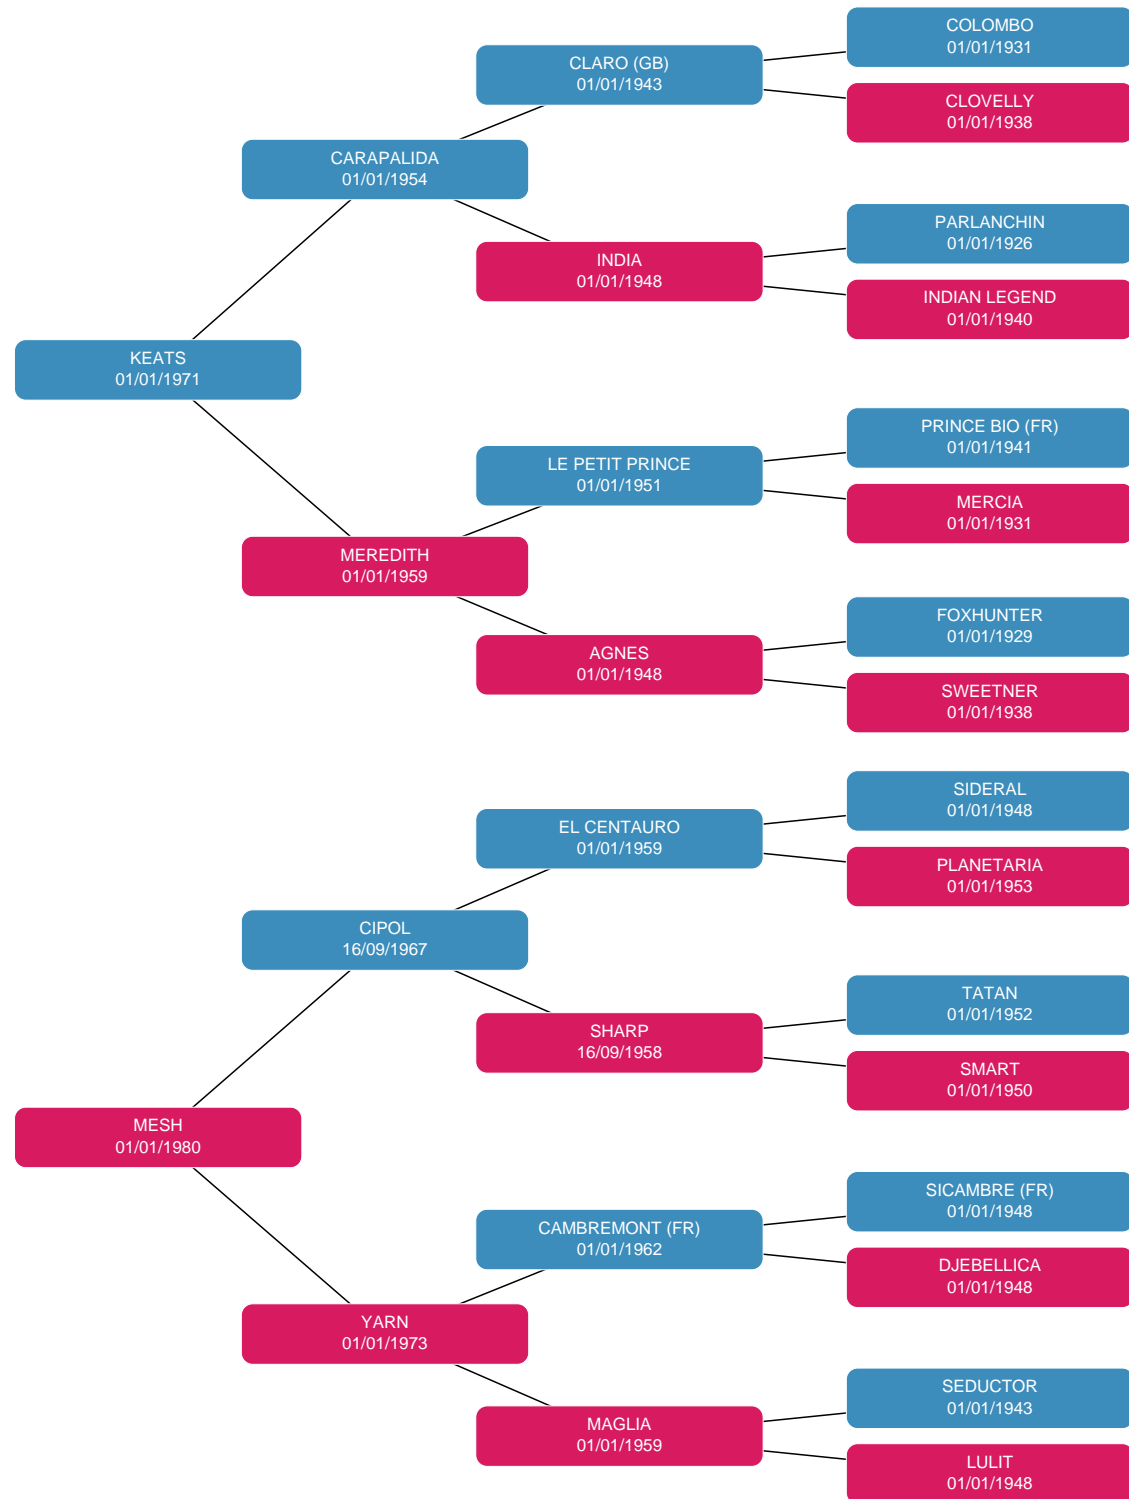 COLOMBO
01/01/1931
CLARO (GB)
01/01/1943
CLOVELLY
01/01/1938
CARAPALIDA
01/01/1954
PARLANCHIN
01/01/1926
INDIA
01/01/1948
INDIAN LEGEND
01/01/1940
KEATS
01/01/1971
PRINCE BIO (FR)
01/01/1941
LE PETIT PRINCE
01/01/1951
MERCIA
01/01/1931
MEREDITH
01/01/1959
FOXHUNTER
01/01/1929
AGNES
01/01/1948
SWEETNER
01/01/1938
SIDERAL
01/01/1948
EL CENTAURO
01/01/1959
PLANETARIA
01/01/1953
CIPOL
16/09/1967
TATAN
01/01/1952
SHARP
16/09/1958
SMART
01/01/1950
MESH
01/01/1980
SICAMBRE (FR)
01/01/1948
CAMBREMONT (FR)
01/01/1962
DJEBELLICA
01/01/1948
YARN
01/01/1973
SEDUCTOR
01/01/1943
MAGLIA
01/01/1959
LULIT
01/01/1948